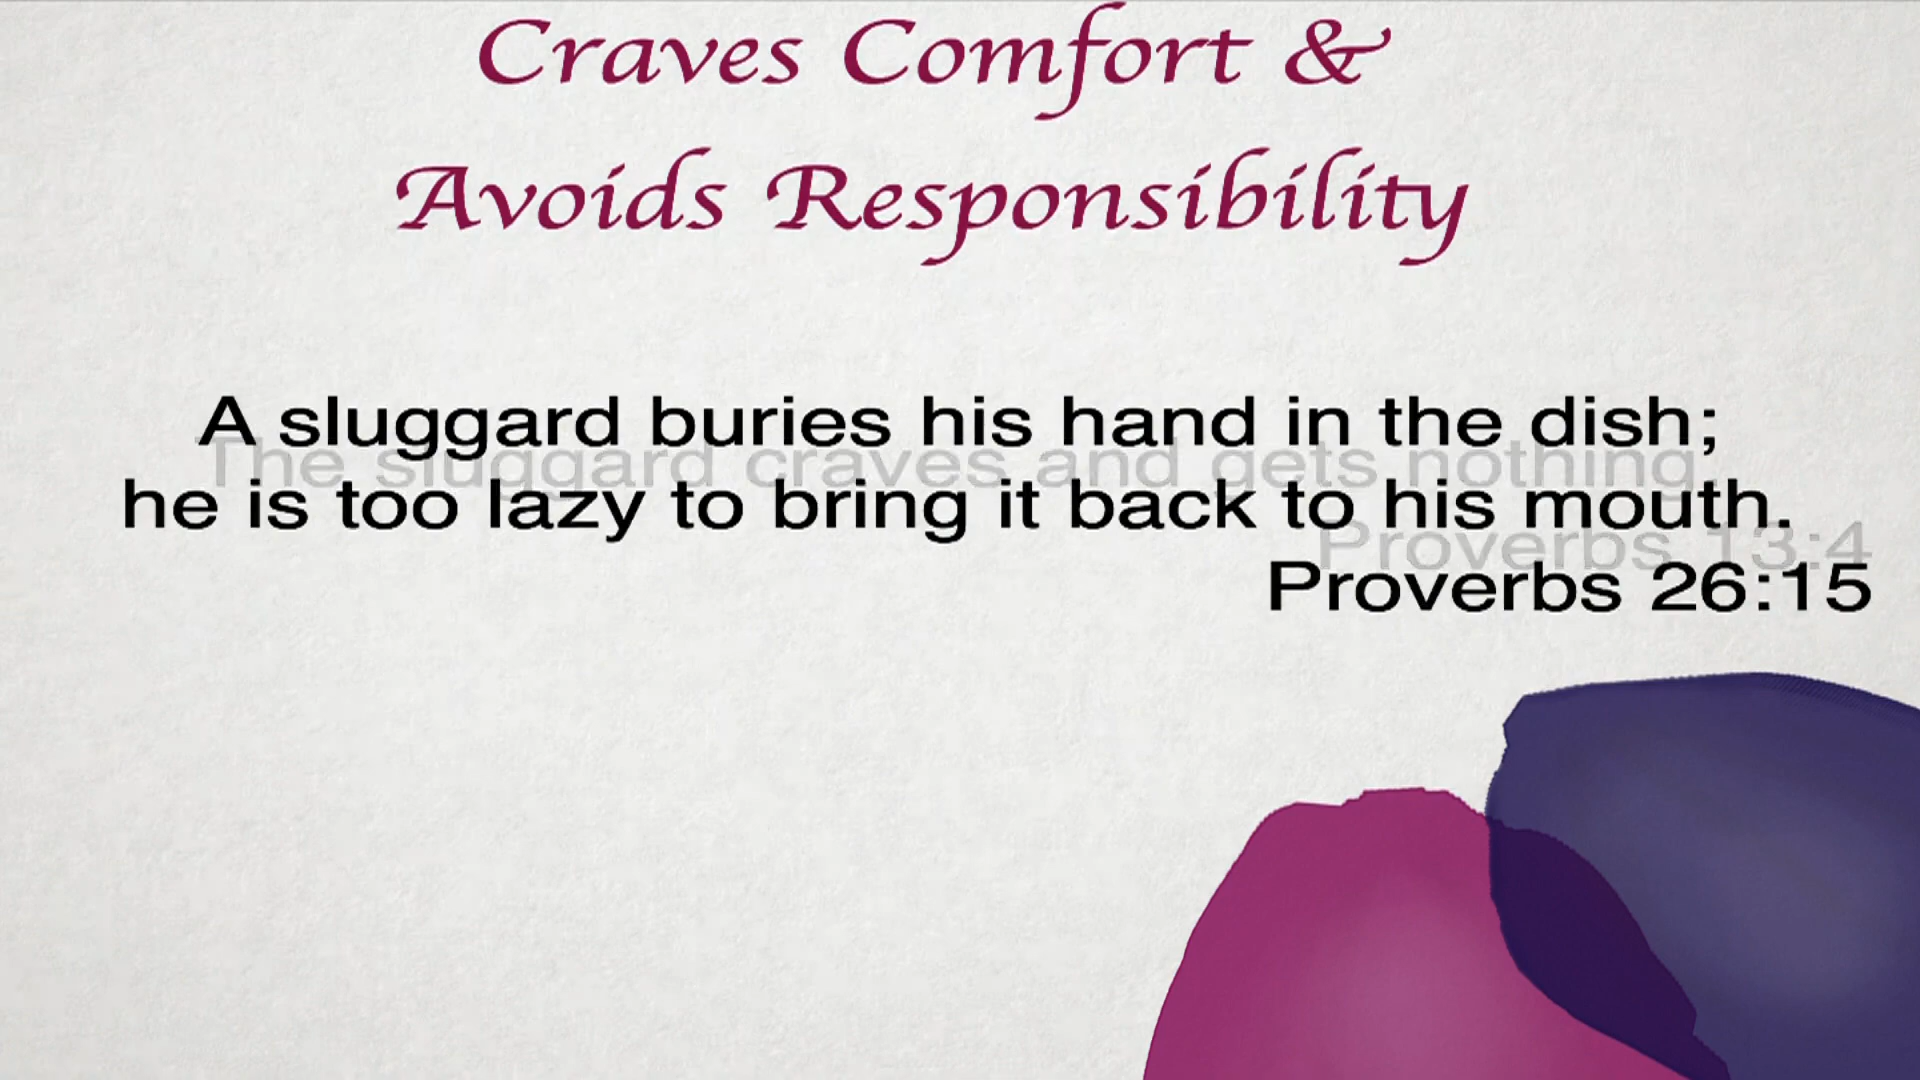 Craves Comfort &
Avoids Responsibility
A sluggard buries his hand in the dish;
The sluggard craves and gets nothing.
he is too lazy to bring it back to his mouth.
Proverbs 13:4
Proverbs 26:15